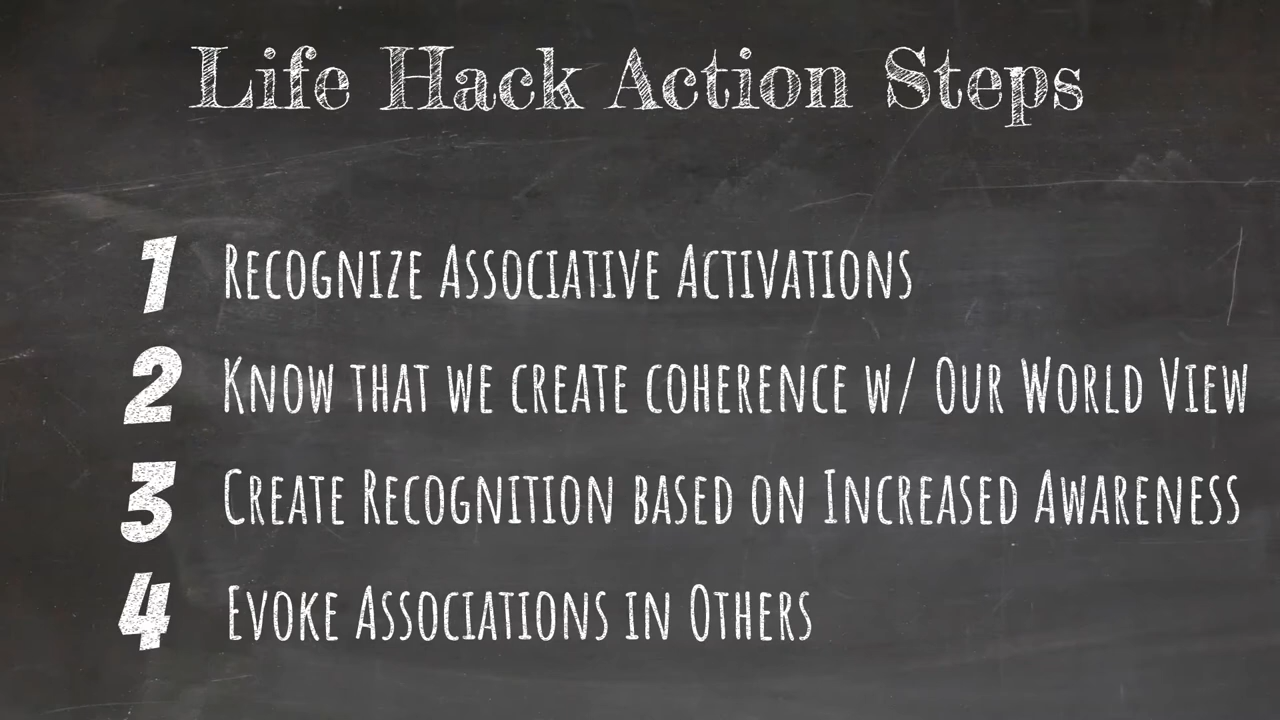 Life Hack Action Steps
1 Recognize Associative Activations
2 Know that we create coherence w/ Our World View
3 Create Recognition based on Increased Awareness
4 Evoke Associations in Others